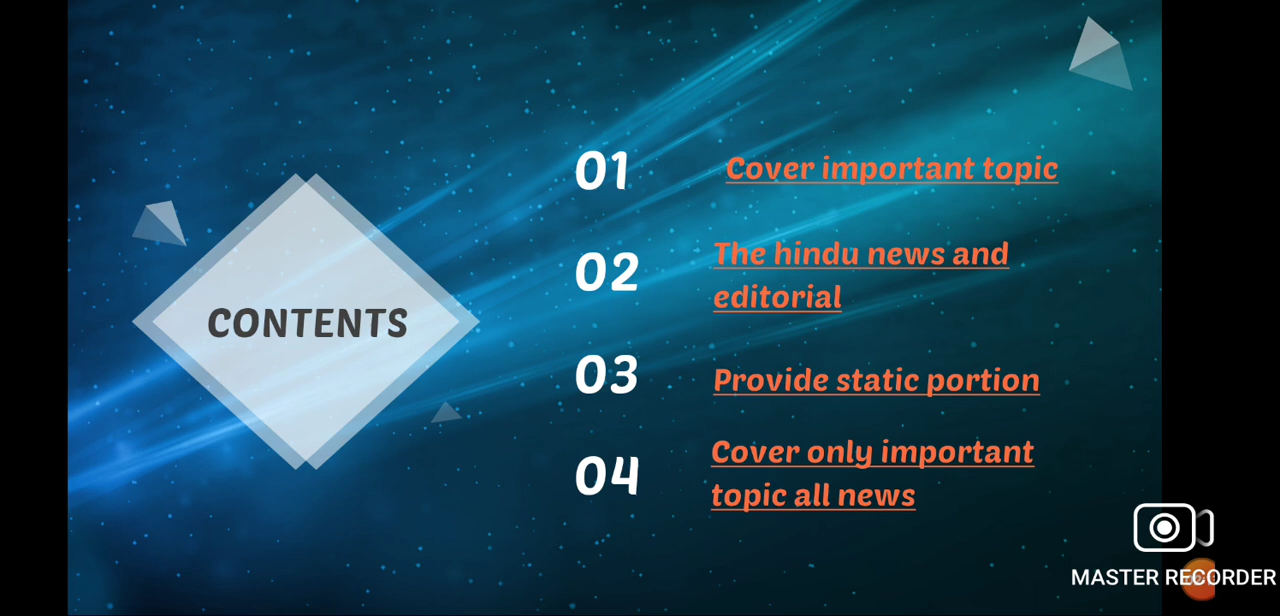 CONTENTS
01
Cover important topic
02
The hindu news and
editorial
03
Provide static portion
04
Cover only important
topic all news
MASTER RECORDER